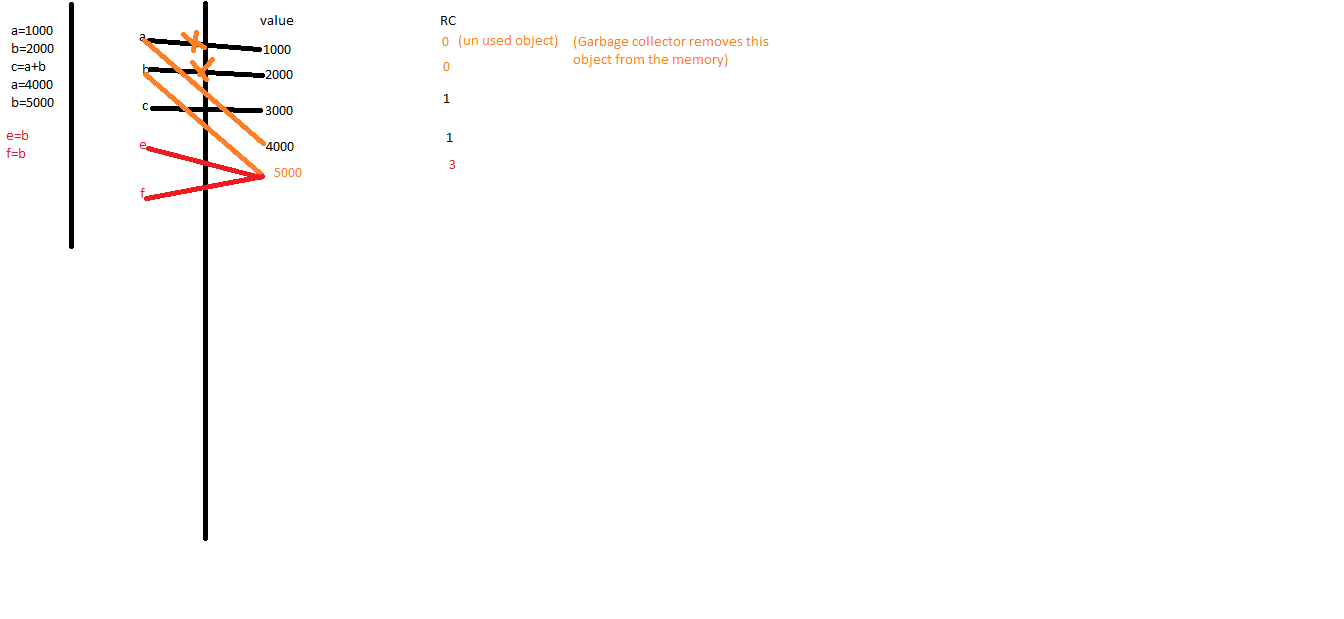 a=1000
b=2000
c=a+b
a=4000
b=5000
e=b
f=b
value
RC
a
1000
0 (un used object)
(Garbage collector removes this
object from the memory)
b
2000
0
c
3000
1
4000
1
e
5000
3
f